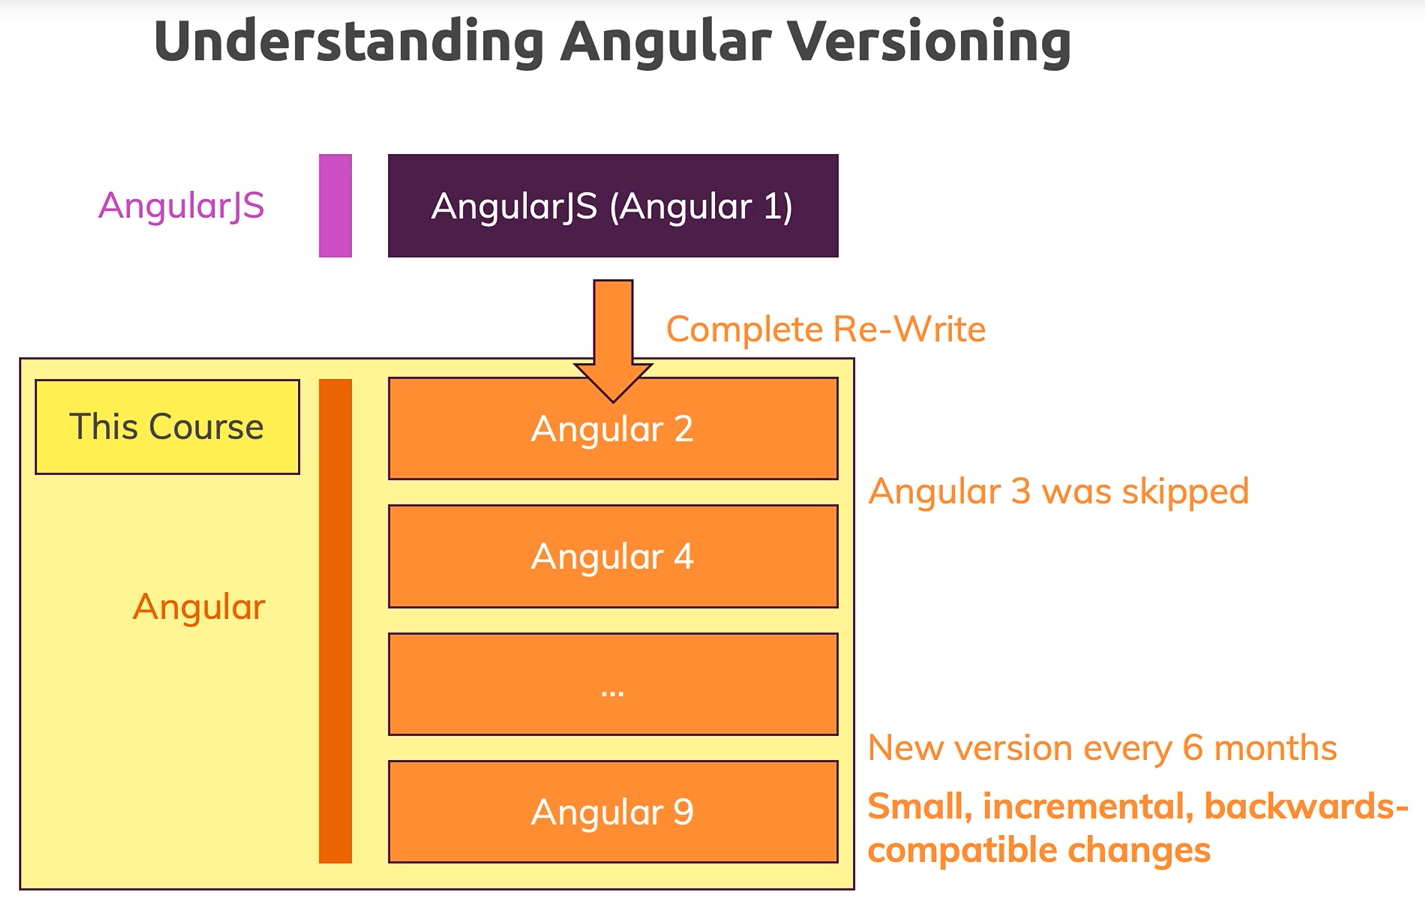 Understanding Angular Versioning
AngularJS
AngularJS (Angular 1)
Complete Re-Write
This Course
Angular 2
Angular 3 was skipped
Angular 4
Angular
...
New version every 6 months
Angular 9
Small, incremental, backwards-
compatible changes